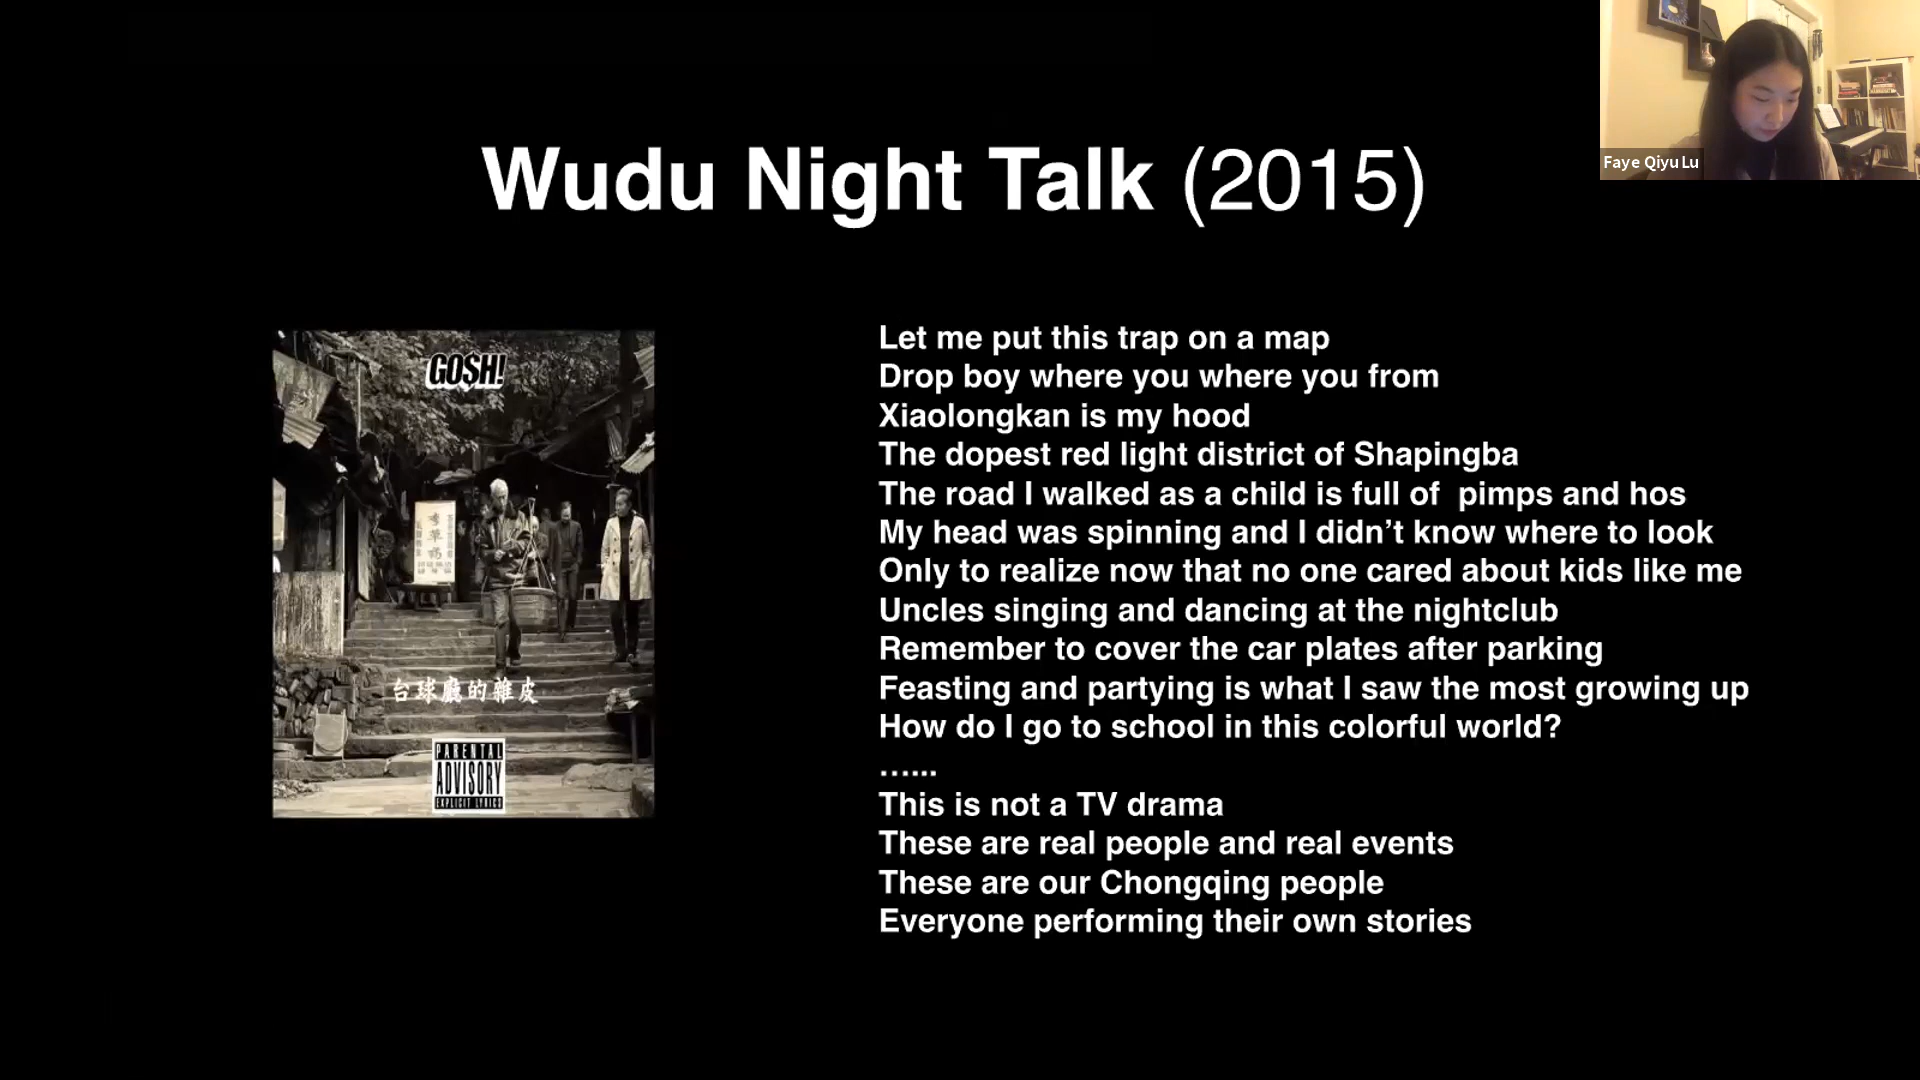 Faye Qiyu Lu
Wudu Night Talk (2015)
GO$H!
台球廳的雜皮
PARENTAL
ADVISORY
EXPLICIT LYRICS
Let me put this trap on a map
Drop boy where you where you from
Xiaolongkan is my hood
The dopest red light district of Shapingba
The road I walked as a child is full of  pimps and hos
My head was spinning and I didn’t know where to look
Only to realize now that no one cared about kids like me
Uncles singing and dancing at the nightclub
Remember to cover the car plates after parking
Feasting and partying is what I saw the most growing up
How do I go to school in this colorful world?
…...
This is not a TV drama
These are real people and real events
These are our Chongqing people
Everyone performing their own stories